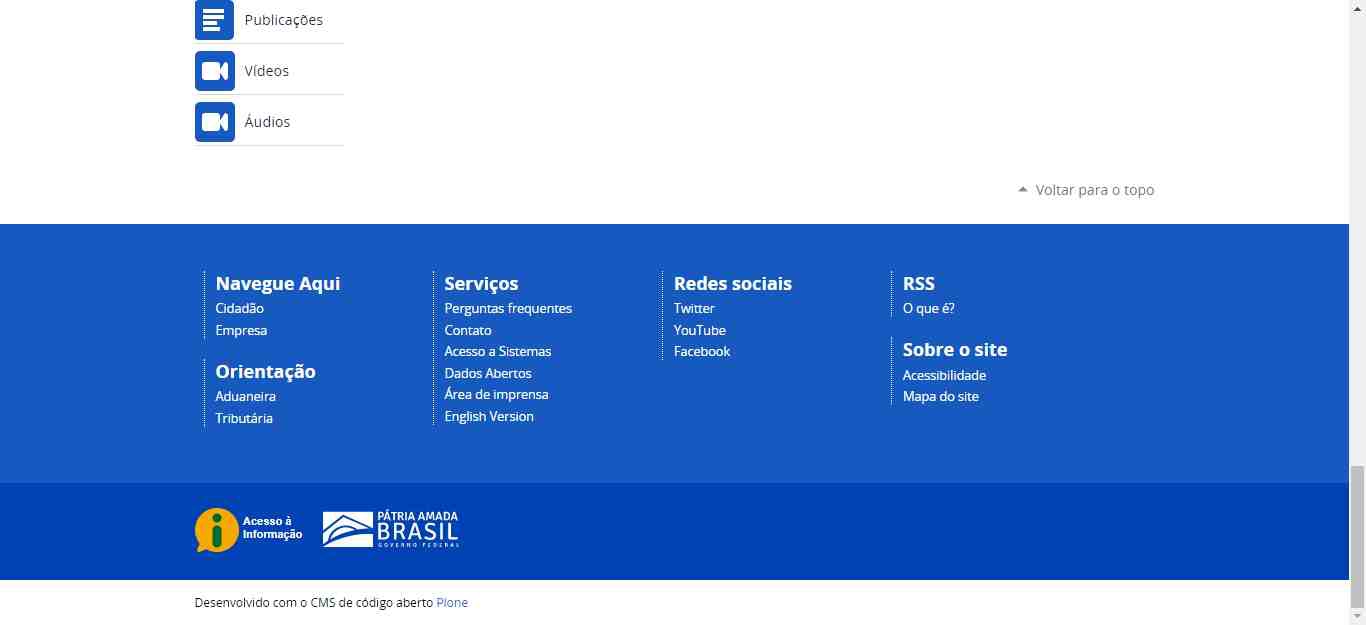 Publicações
Vídeos
Áudios
Voltar para o topo
Navegue Aqui
Cidadão
Empresa
Orientação
Aduaneira
Tributária
Serviços
Perguntas frequentes
Contato
Acesso a Sistemas
Dados Abertos
Área de imprensa
English Version
Redes sociais
Twitter
YouTube
Facebook
RSS
O que é?
Sobre o site
Acessibilidade
Mapa do site
Acesso à
Informação
PÁTRIA AMADA
BRASIL
GOVERNO FEDERAL
Desenvolvido com o CMS de código aberto Plone